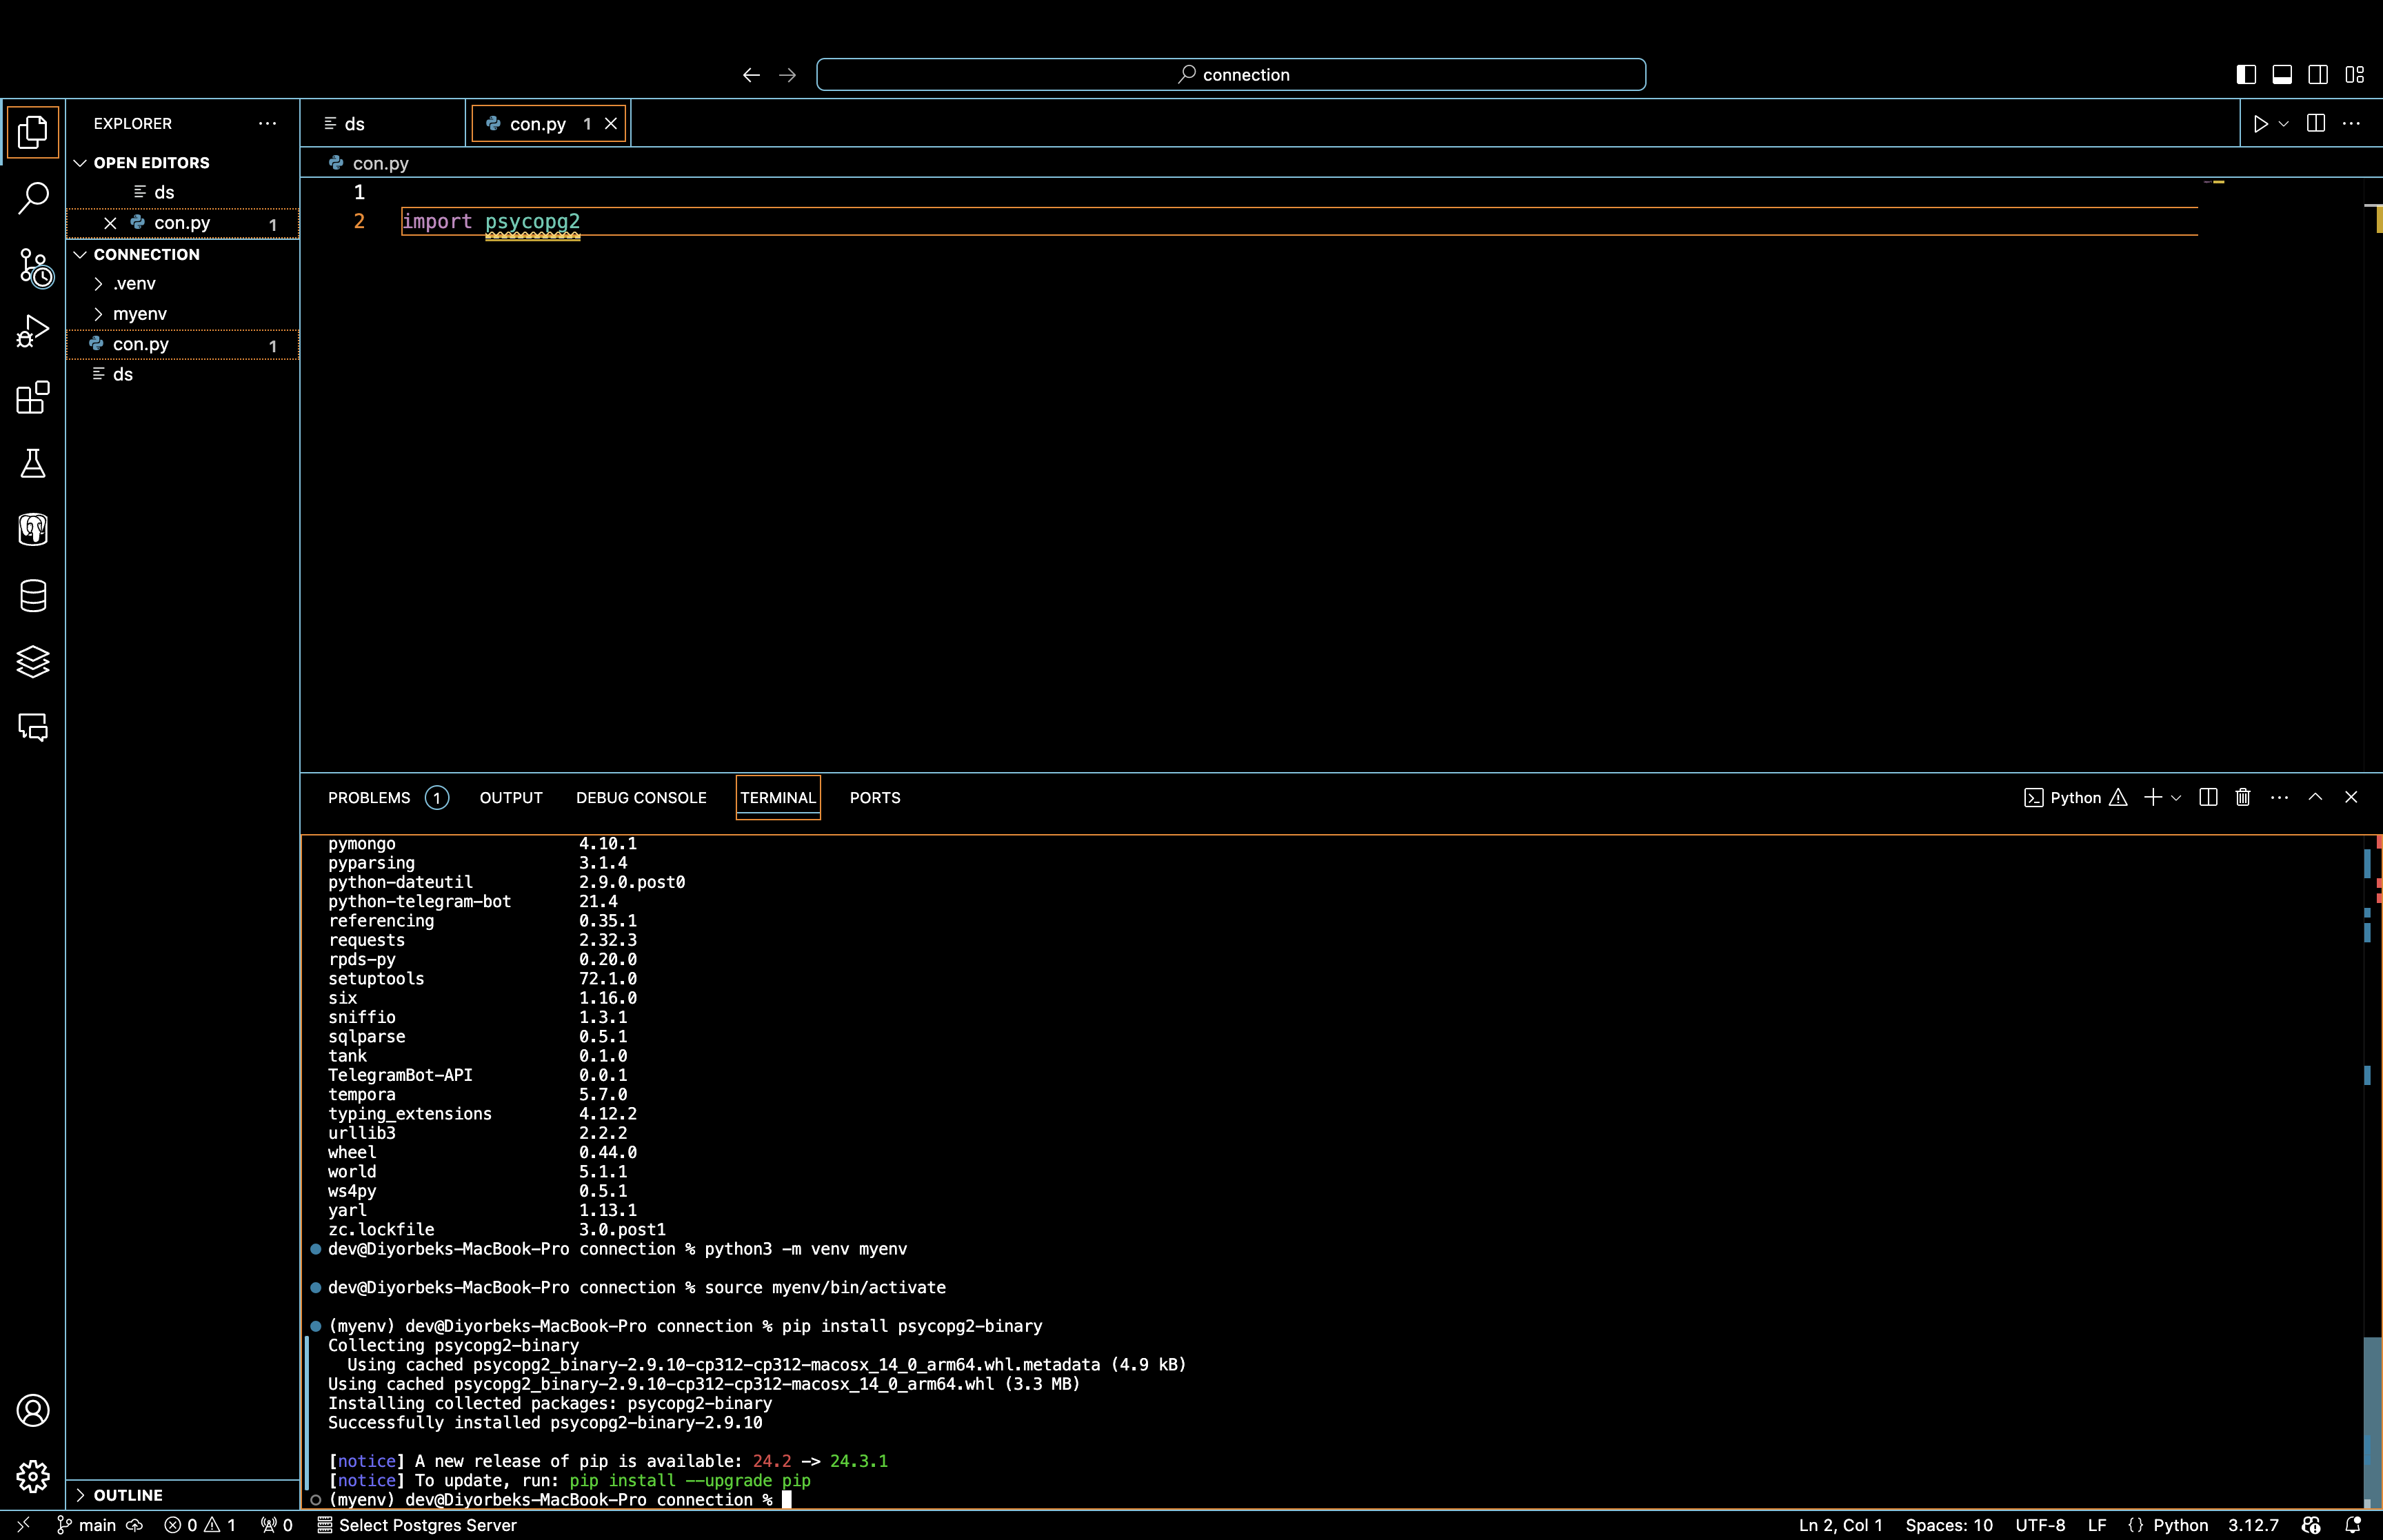 connection
EXPLORER
OPEN EDITORS
ds
con.py 1
CONNECTION
.venv
myenv
con.py 1
ds
OUTLINE
ds
con.py 1
con.py
1
2 import psycopg2
PROBLEMS 1 OUTPUT DEBUG CONSOLE TERMINAL PORTS
Python
pymongo 4.10.1
pyparsing 3.1.4
python-dateutil 2.9.0.post0
python-telegram-bot 21.4
referencing 0.35.1
requests 2.32.3
rpds-py 0.20.0
setuptools 72.1.0
six 1.16.0
sniffio 1.3.1
sqlparse 0.5.1
tank 0.1.0
TelegramBot-API 0.0.1
tempora 5.7.0
typing_extensions 4.12.2
urllib3 2.2.2
wheel 0.44.0
world 5.1.1
ws4py 0.5.1
yarl 1.13.1
zc.lockfile 3.0.post1
dev@Diyorbeks-MacBook-Pro connection % python3 -m venv myenv
dev@Diyorbeks-MacBook-Pro connection % source myenv/bin/activate
(myenv) dev@Diyorbeks-MacBook-Pro connection % pip install psycopg2-binary
Collecting psycopg2-binary
Using cached psycopg2_binary-2.9.10-cp312-cp312-macosx_14_0_arm64.whl.metadata (4.9 kB)
Using cached psycopg2_binary-2.9.10-cp312-cp312-macosx_14_0_arm64.whl (3.3 MB)
Installing collected packages: psycopg2-binary
Successfully installed psycopg2-binary-2.9.10
[notice] A new release of pip is available: 24.2 -> 24.3.1
[notice] To update, run: pip install --upgrade pip
(myenv) dev@Diyorbeks-MacBook-Pro connection %
main 0 1 0 Select Postgres Server Ln 2, Col 1 Spaces: 10 UTF-8 LF {} Python 3.12.7